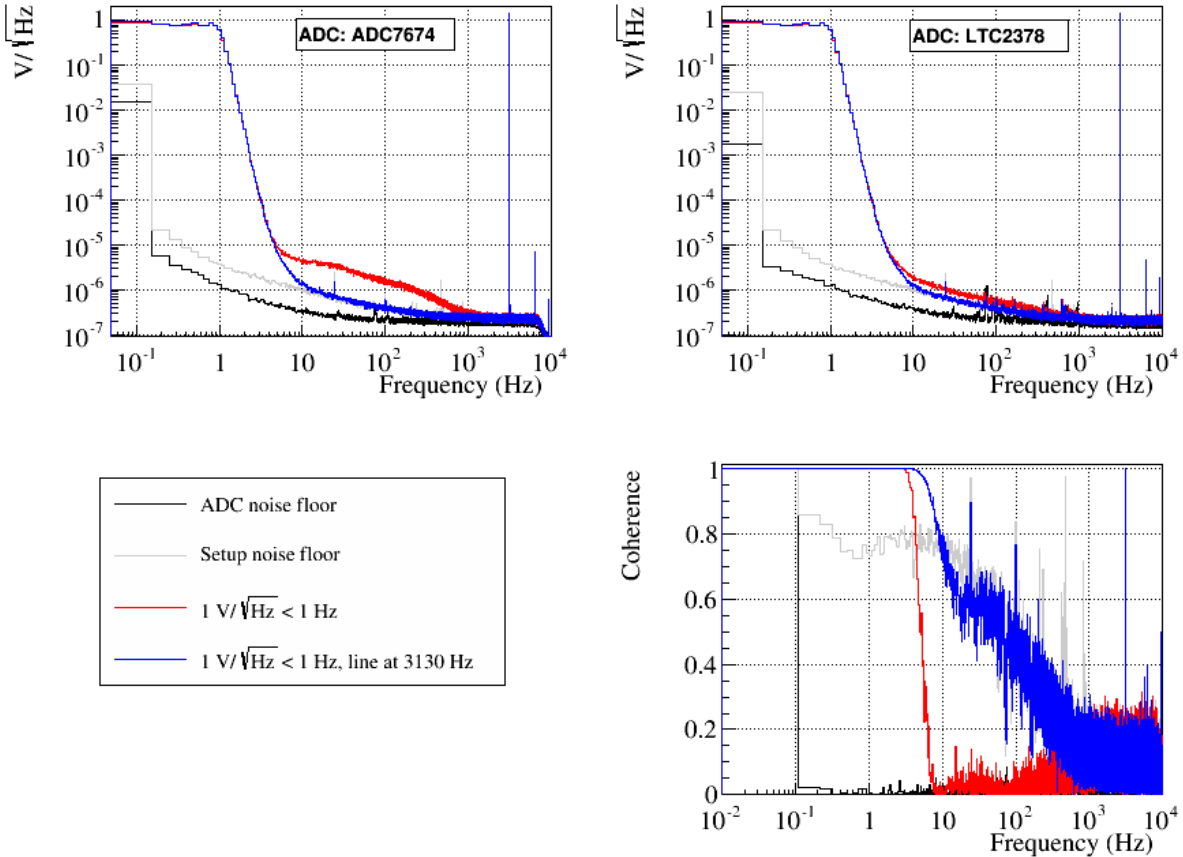 V/√Hz
ADC: ADC7674
1
10⁻¹
10⁻²
10⁻³
10⁻⁴
10⁻⁵
10⁻⁶
10⁻⁷
10⁻¹ 1 10 10² 10³ 10⁴
Frequency (Hz)
V/√Hz
ADC: LTC2378
1
10⁻¹
10⁻²
10⁻³
10⁻⁴
10⁻⁵
10⁻⁶
10⁻⁷
10⁻¹ 1 10 10² 10³ 10⁴
Frequency (Hz)
ADC noise floor
Setup noise floor
1 V/√Hz < 1 Hz
1 V/√Hz < 1 Hz, line at 3130 Hz
Coherence
1
0.8
0.6
0.4
0.2
0
10⁻² 10⁻¹ 1 10 10² 10³ 10⁴
Frequency (Hz)